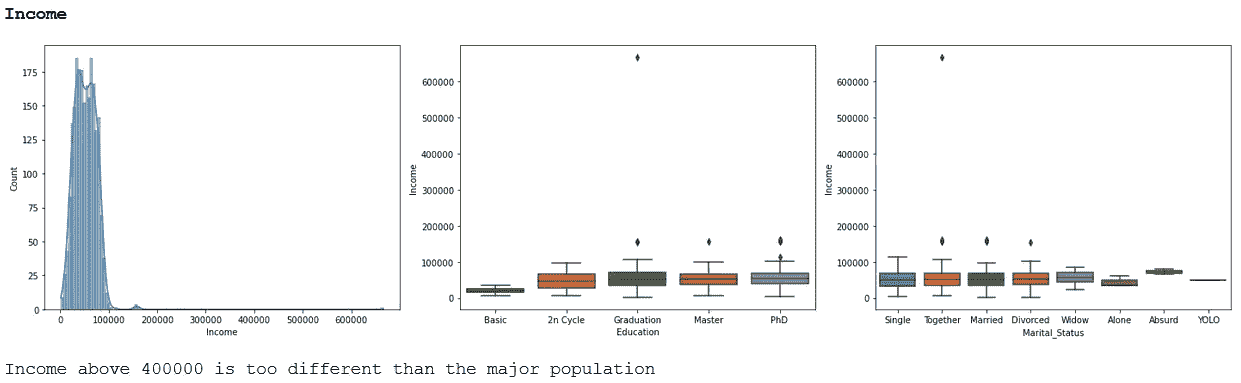 Income
175
150
125
100
75
50
25
0
Count
0 100000 200000 300000 400000 500000 600000
Income
600000
500000
400000
300000
200000
100000
0
Income
Basic 2n Cycle Graduation Master PhD
Education
600000
500000
400000
300000
200000
100000
0
Income
Single Together Married Divorced Widow Alone Absurd YOLO
Marital_Status
Income above 400000 is too different than the major population